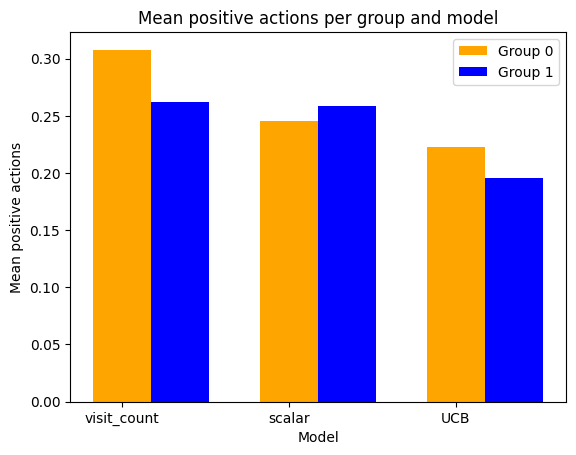 Mean positive actions per group and model
Group 0
Group 1
Mean positive actions
0.30
0.25
0.20
0.15
0.10
0.05
0.00
visit_count
scalar
UCB
Model